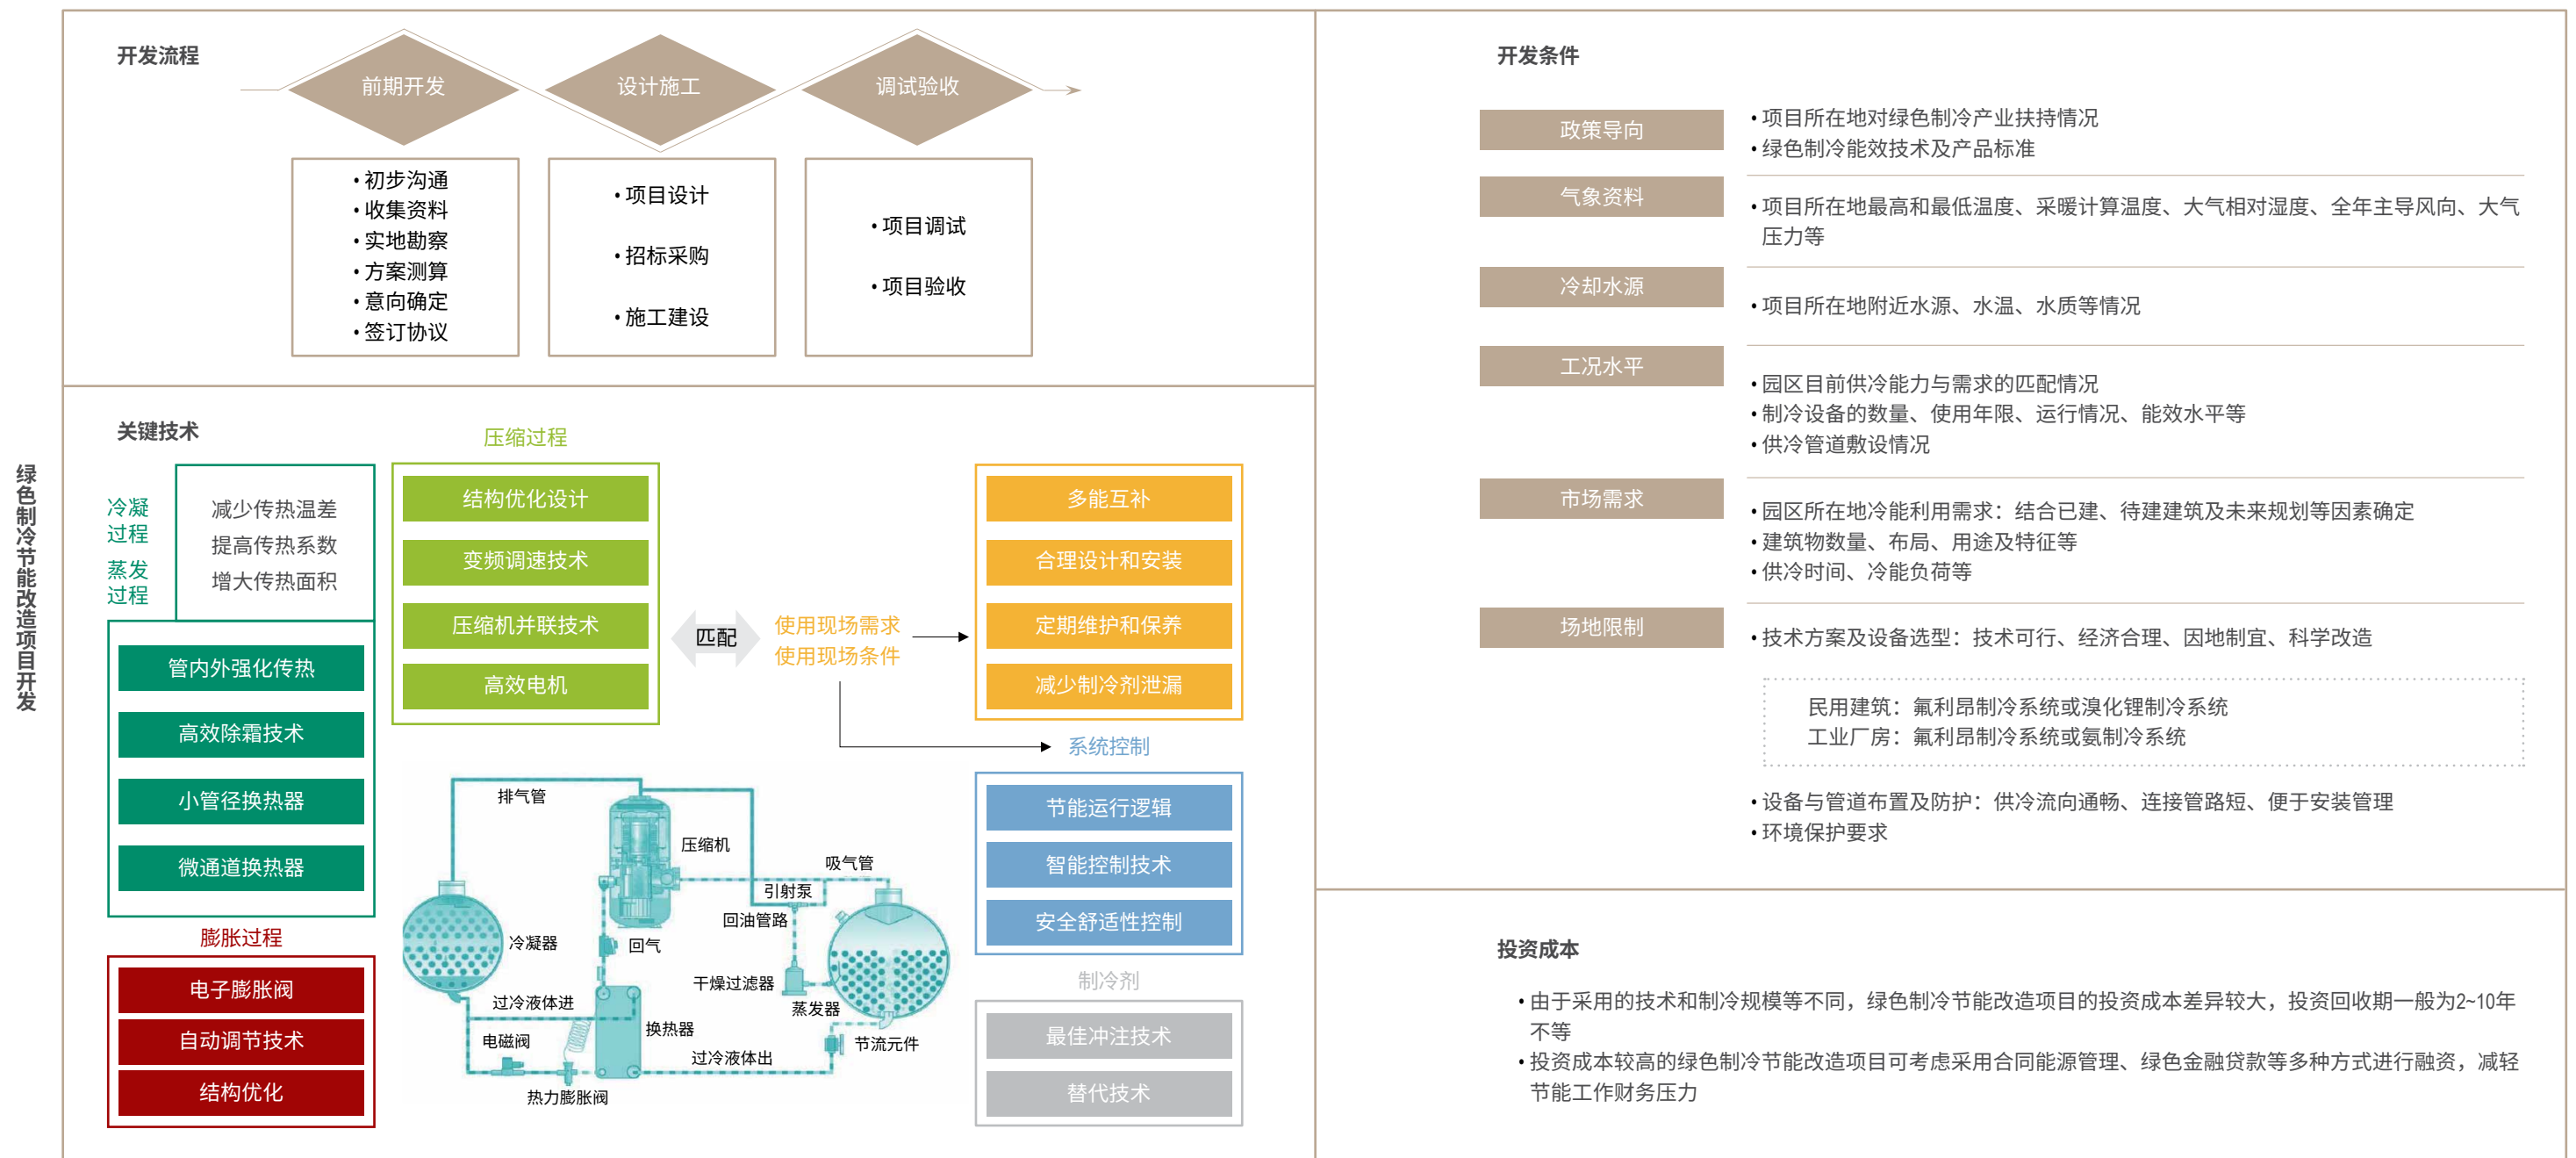 绿色制冷节能改造项目开发
开发流程
前期开发
设计施工
调试验收
• 初步沟通
• 收集资料
• 实地勘察
• 方案测算
• 意向确定
• 签订协议
• 项目设计
• 招标采购
• 施工建设
• 项目调试
• 项目验收
关键技术
冷凝
过程
蒸发
过程
减少传热温差
提高传热系数
增大传热面积
管内外强化传热
高效除霜技术
小管径换热器
微通道换热器
膨胀过程
电子膨胀阀
自动调节技术
结构优化
压缩过程
结构优化设计
变频调速技术
压缩机并联技术
高效电机
匹配
使用现场需求
使用现场条件
多能互补
合理设计和安装
定期维护和保养
减少制冷剂泄漏
系统控制
节能运行逻辑
智能控制技术
安全舒适性控制
制冷剂
最佳冲注技术
替代技术
排气管
压缩机
吸气管
引射泵
回油管路
冷凝器
回气
干燥过滤器
蒸发器
过冷液体进
换热器
电磁阀
过冷液体出
节流元件
热力膨胀阀
开发条件
政策导向
• 项目所在地对绿色制冷产业扶持情况
• 绿色制冷能效技术及产品标准
气象资料
• 项目所在地最高和最低温度、采暖计算温度、大气相对湿度、全年主导风向、大气
压力等
冷却水源
• 项目所在地附近水源、水温、水质等情况
工况水平
• 园区目前供冷能力与需求的匹配情况
• 制冷设备的数量、使用年限、运行情况、能效水平等
• 供冷管道敷设情况
市场需求
• 园区所在地冷能利用需求：结合已建、待建建筑及未来规划等因素确定
• 建筑物数量、布局、用途及特征等
• 供冷时间、冷能负荷等
场地限制
• 技术方案及设备选型：技术可行、经济合理、因地制宜、科学改造
民用建筑：氟利昂制冷系统或溴化锂制冷系统
工业厂房：氟利昂制冷系统或氨制冷系统
• 设备与管道布置及防护：供冷流向通畅、连接管路短、便于安装管理
• 环境保护要求
投资成本
• 由于采用的技术和制冷规模等不同，绿色制冷节能改造项目的投资成本差异较大，投资回收期一般为2~10年
不等
• 投资成本较高的绿色制冷节能改造项目可考虑采用合同能源管理、绿色金融贷款等多种方式进行融资，减轻
节能工作财务压力